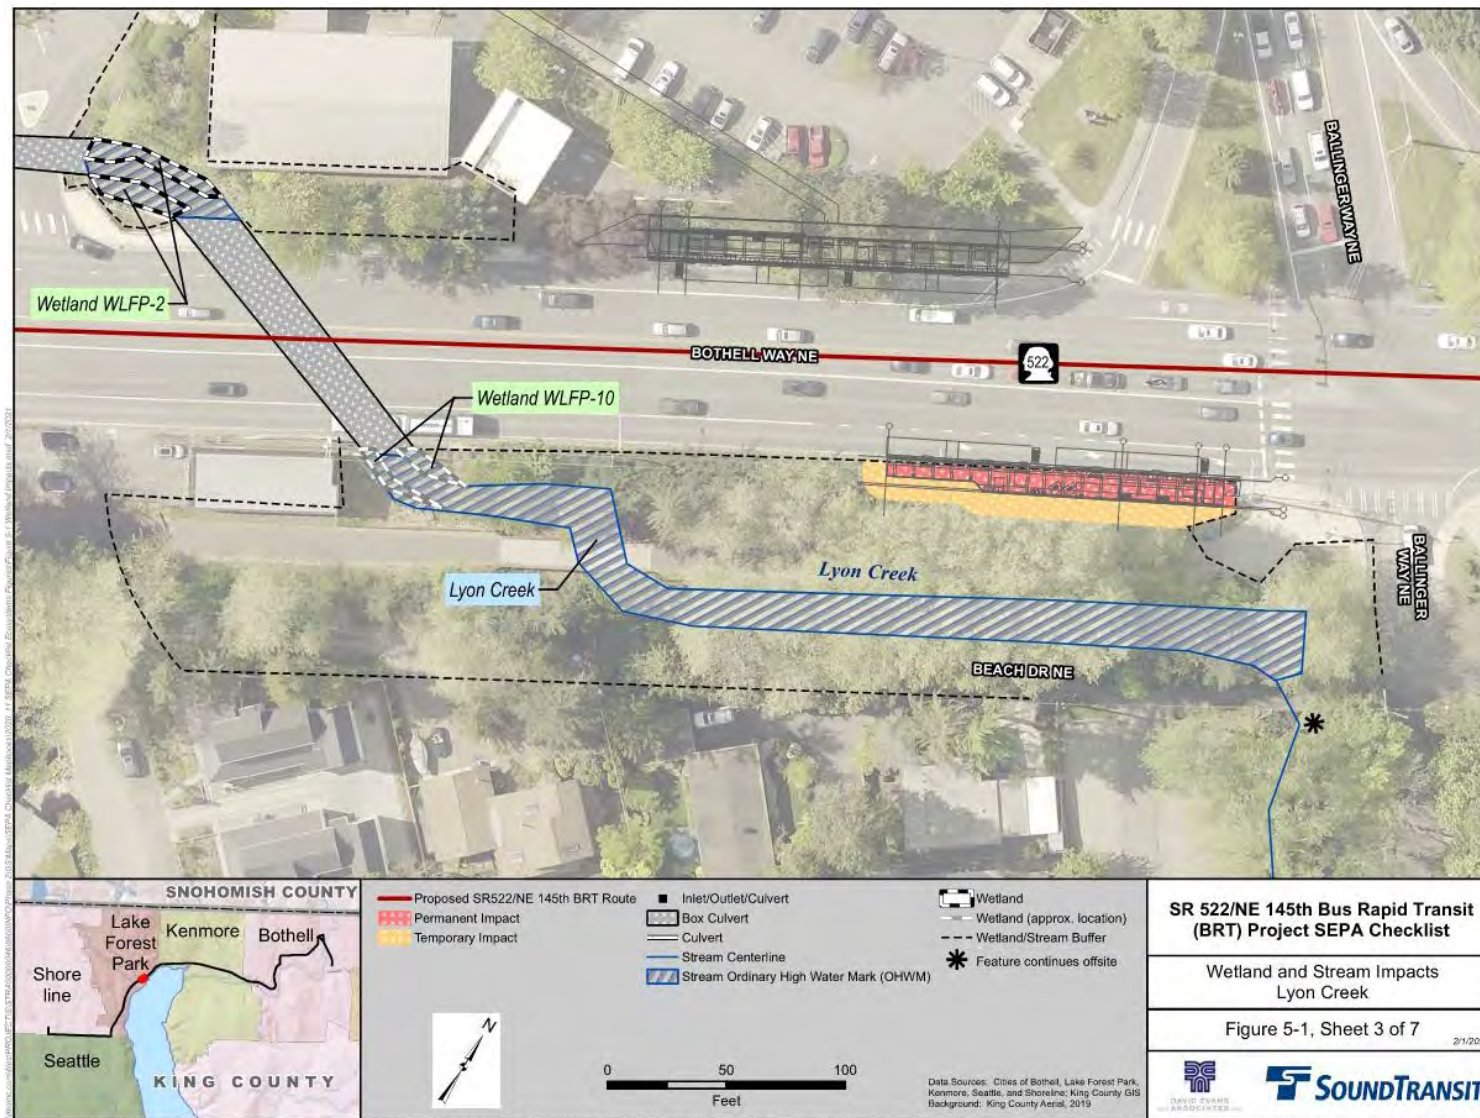 BALLINGER WAY NE
Wetland WLFP-2
BOTHELL WAY NE
522
Wetland WLFP-10
Lyon Creek
Lyon Creek
BALLINGER
WAY NE
BEACH DR NE
SNOHOMISH COUNTY
Lake
Forest
Park
Kenmore
Bothell
Shore
line
Seattle
KING COUNTY
Proposed SR522/NE 145th BRT Route
Permanent Impact
Temporary Impact
Inlet/Outlet/Culvert
Box Culvert
Culvert
Stream Centerline
Stream Ordinary High Water Mark (OHWM)
Wetland
Wetland (approx. location)
Wetland/Stream Buffer
Feature continues offsite
N
0 50 100
Feet
Data Sources: Cities of Bothell, Lake Forest Park,
Kenmore, Seattle, and Shoreline; King County GIS
Background: King County Aerial, 2019
SR 522/NE 145th Bus Rapid Transit
(BRT) Project SEPA Checklist
Wetland and Stream Impacts
Lyon Creek
Figure 5-1, Sheet 3 of 7
DAVID EVANS
AND ASSOCIATES INC.
SOUNDTRANSIT